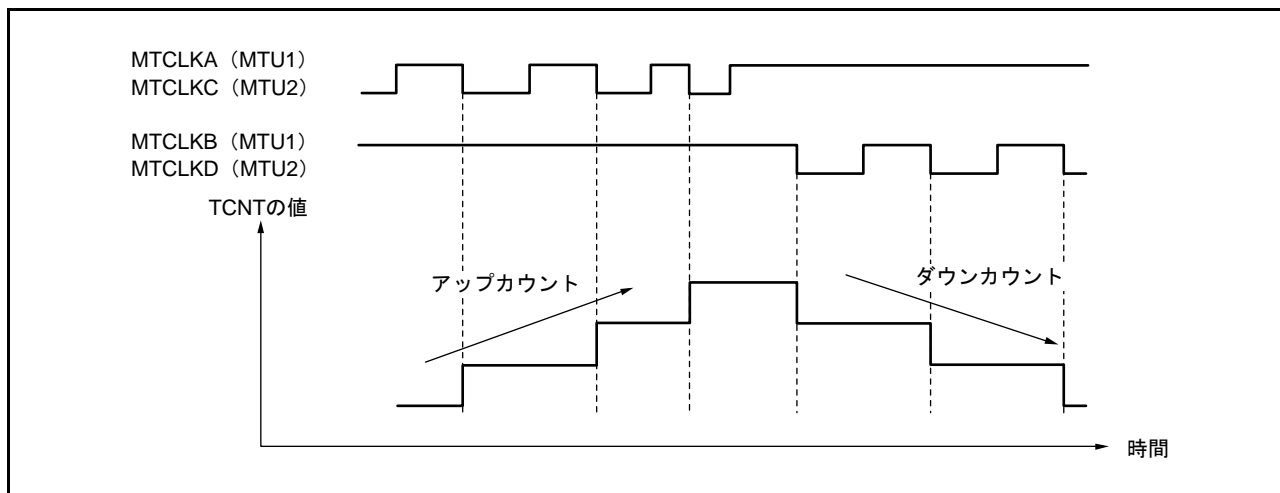 MTCLKA（MTU1）
MTCLKC（MTU2）
MTCLKB（MTU1）
MTCLKD（MTU2）
TCNTの値
アップカウント
ダウンカウント
時間